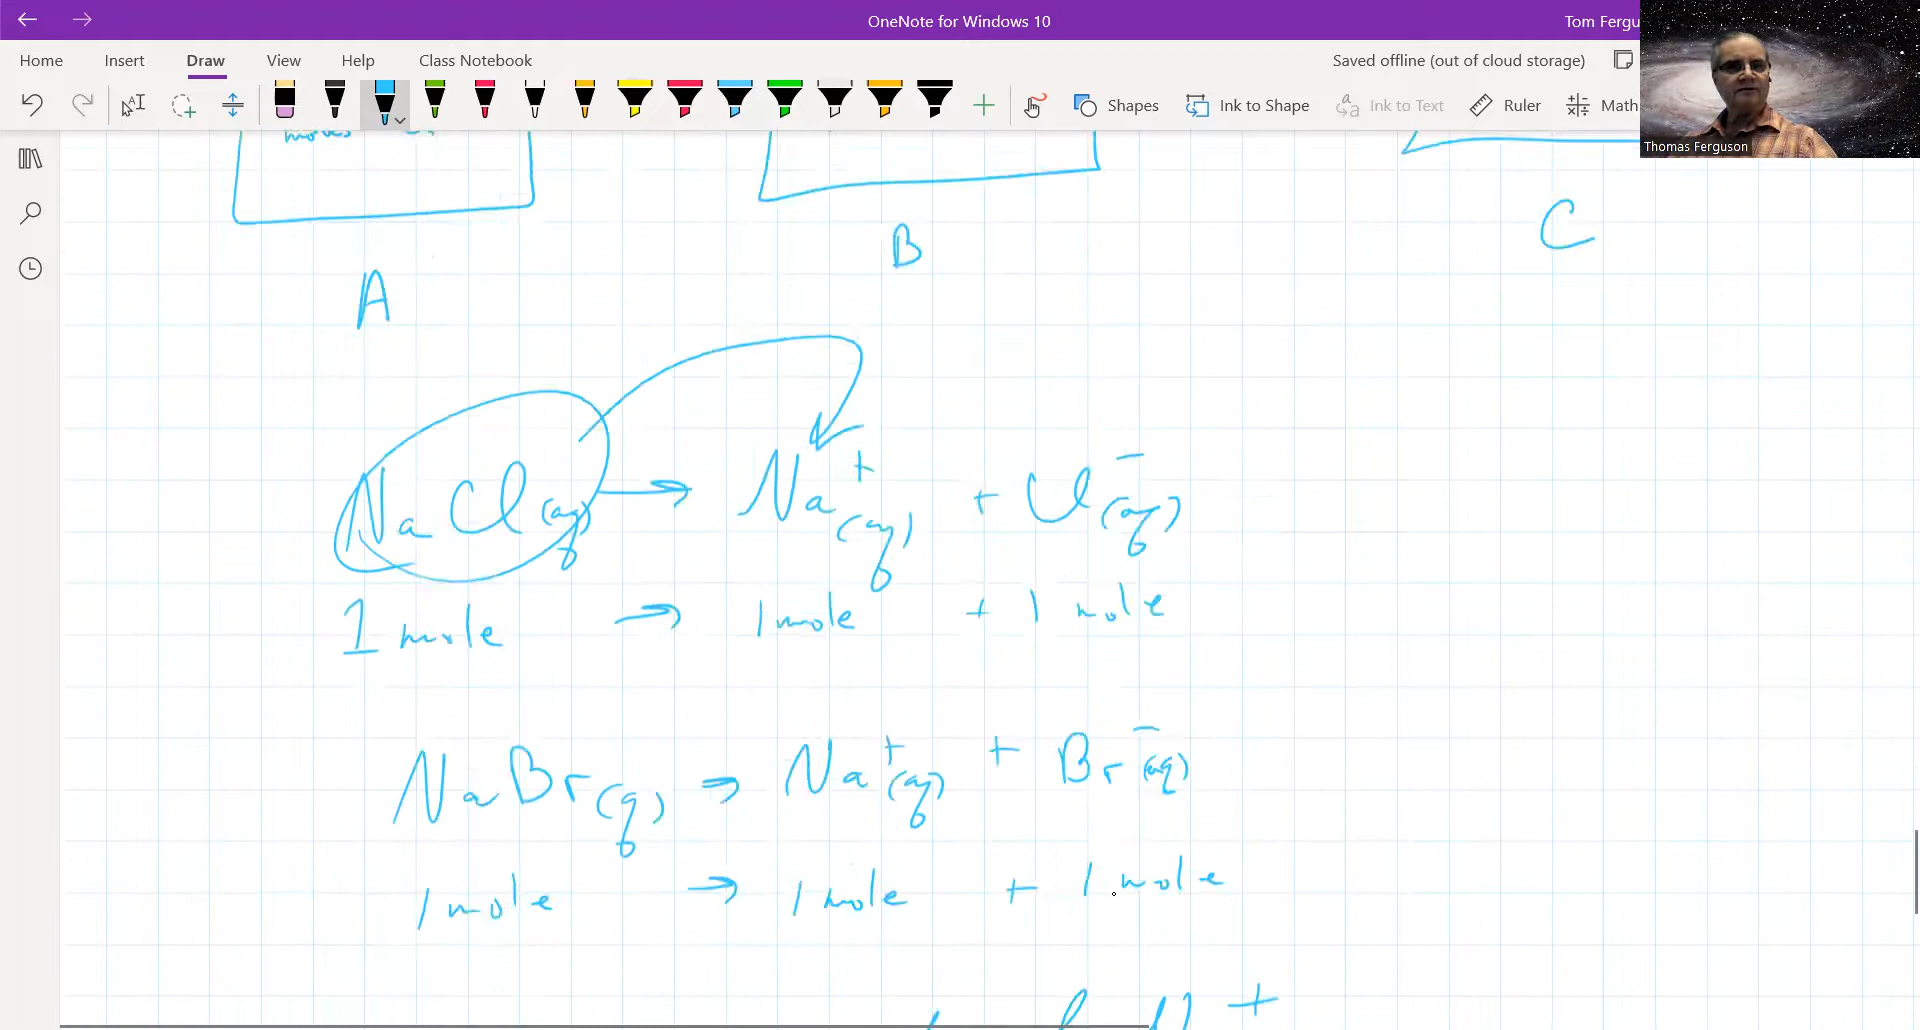 OneNote for Windows 10
Tom Fergu
Home Insert Draw View Help Class Notebook
Saved offline (out of cloud storage)
Shapes Ink to Shape Ink to Text Ruler Math
Thomas Ferguson
moles
A
B
C
NaCl(aq) → Na⁺(aq) + Cl⁻(aq)
1 mole → 1 mole + 1 mole
NaBr(q) → Na⁺(aq) + Br⁻(aq)
1 mole → 1 mole + 1 mole
+